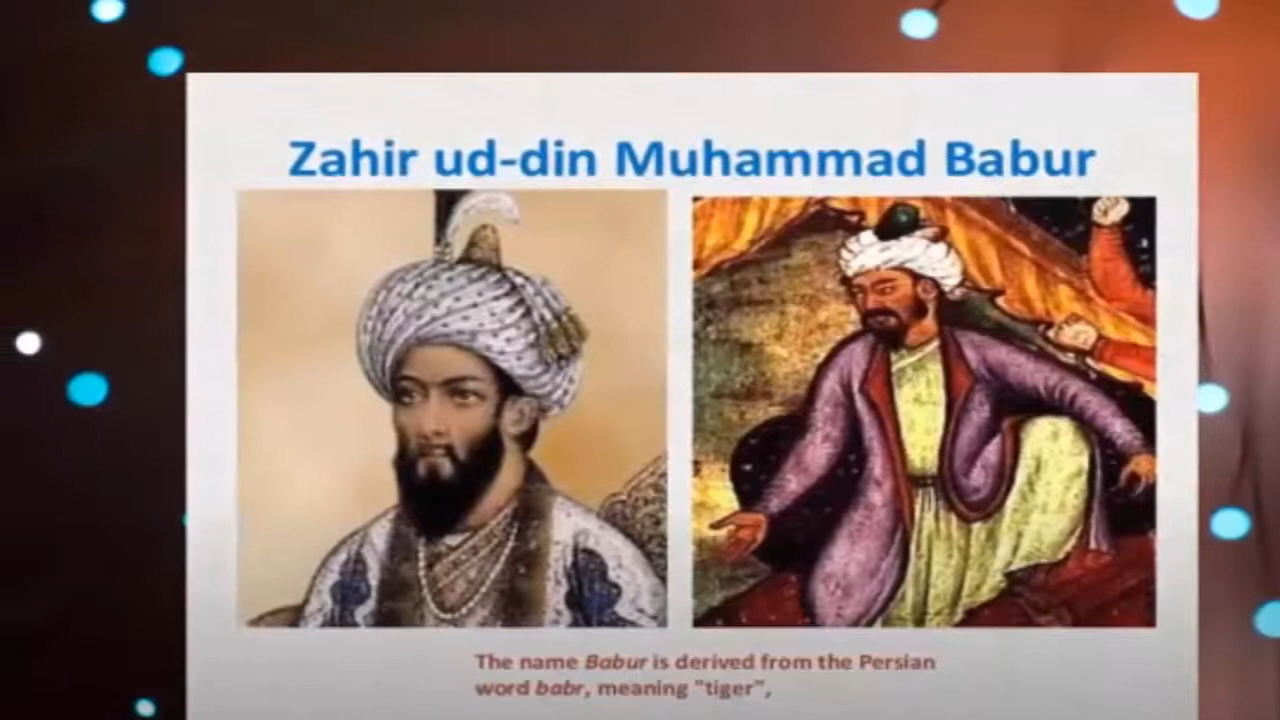 Zahir ud-din Muhammad Babur
The name Babur is derived from the Persian
word babr, meaning "tiger",